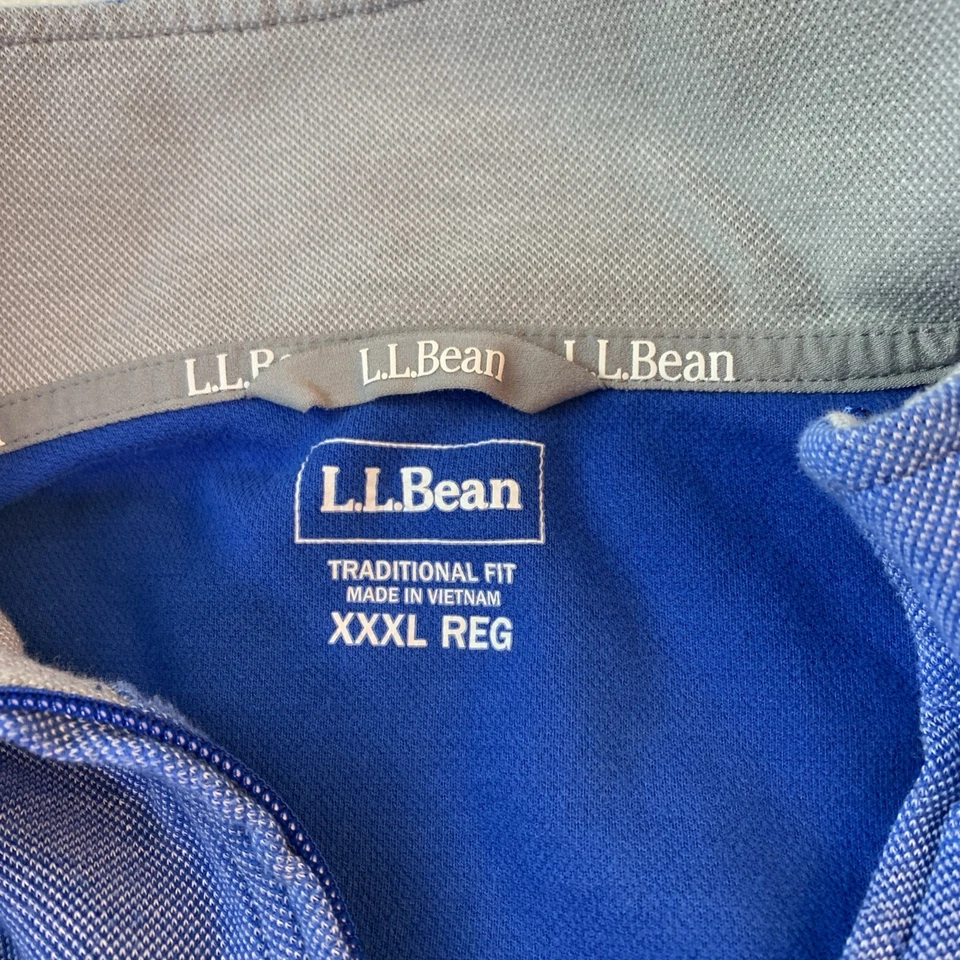 L.L.Bean L.L.Bean
L.L.Bean
TRADITIONAL FIT
MADE IN VIETNAM
XXXL REG